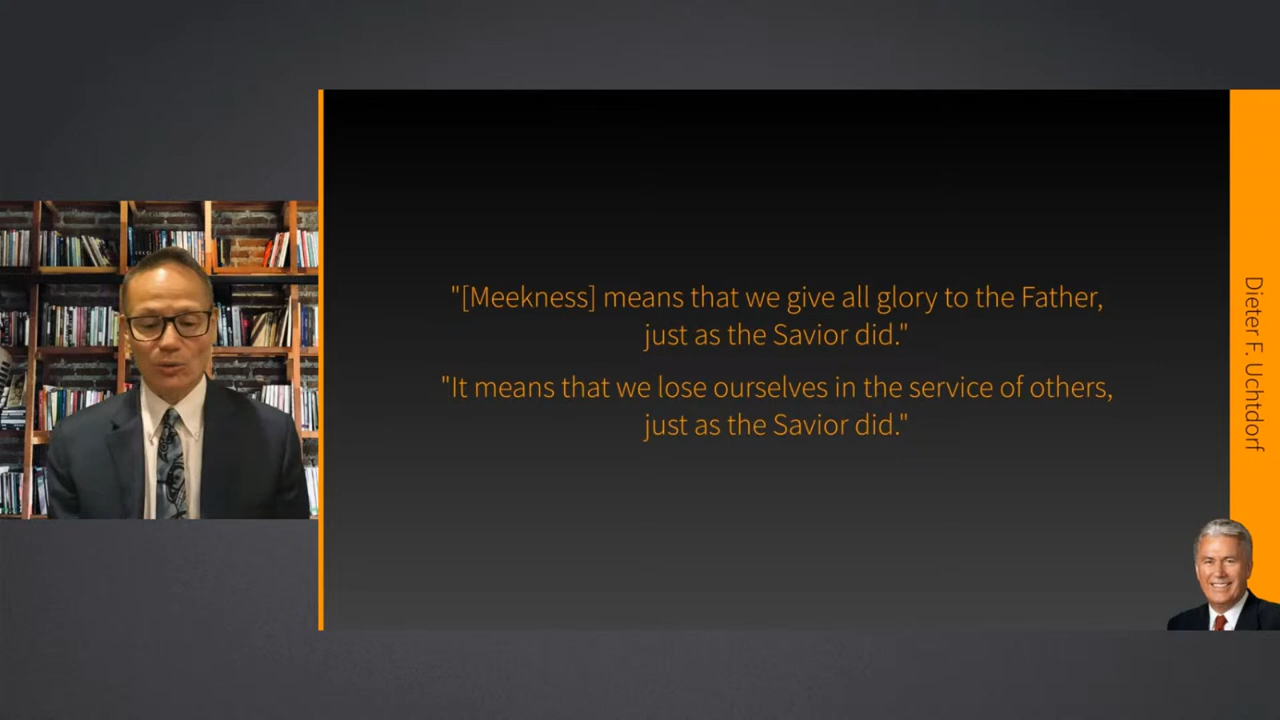 "[Meekness] means that we give all glory to the Father,
just as the Savior did."
"It means that we lose ourselves in the service of others,
just as the Savior did."
Dieter F. Uchtdorf